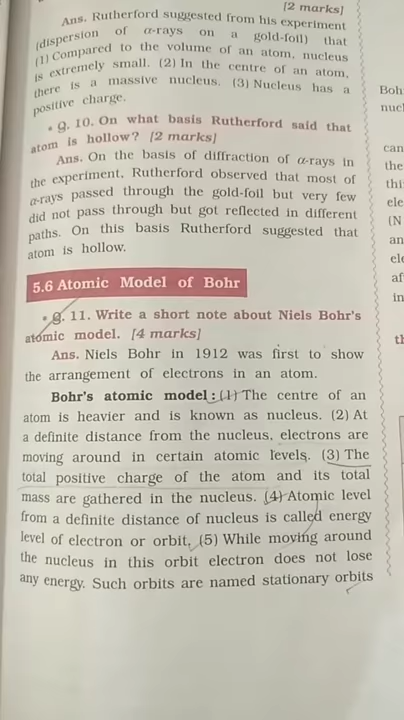 [2 marks]
Ans. Rutherford suggested from his experiment
(dispersion of α-rays on a gold-foil) that
(1) Compared to the volume of an atom, nucleus
is extremely small. (2) In the centre of an atom,
there is a massive nucleus. (3) Nucleus has a
positive charge.
• Q. 10. On what basis Rutherford said that
atom is hollow? [2 marks]
Ans. On the basis of diffraction of α-rays in
the experiment, Rutherford observed that most of
α-rays passed through the gold-foil but very few
did not pass through but got reflected in different
paths. On this basis Rutherford suggested that
atom is hollow.
5.6 Atomic Model of Bohr
• Q. 11. Write a short note about Niels Bohr's
atomic model. [4 marks]
Ans. Niels Bohr in 1912 was first to show
the arrangement of electrons in an atom.
Bohr's atomic model : (1) The centre of an
atom is heavier and is known as nucleus. (2) At
a definite distance from the nucleus, electrons are
moving around in certain atomic levels. (3) The
total positive charge of the atom and its total
mass are gathered in the nucleus. (4) Atomic level
from a definite distance of nucleus is called energy
level of electron or orbit. (5) While moving around
the nucleus in this orbit electron does not lose
any energy. Such orbits are named stationary orbits
Boh
nucl
can
the
thi
ele
(N
an
ele
af
in
th